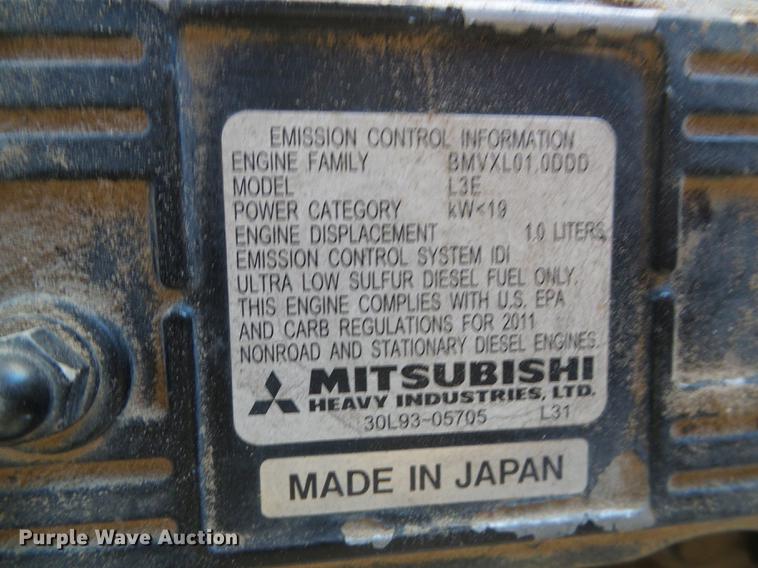 EMISSION CONTROL INFORMATION
ENGINE FAMILY BMVXL01.0DDD
MODEL L3E
POWER CATEGORY kW<19
ENGINE DISPLACEMENT 1.0 LITERS
EMISSION CONTROL SYSTEM IDI
ULTRA LOW SULFUR DIESEL FUEL ONLY.
THIS ENGINE COMPLIES WITH U.S. EPA
AND CARB REGULATIONS FOR 2011
NONROAD AND STATIONARY DIESEL ENGINES.
MITSUBISHI
HEAVY INDUSTRIES, LTD.
30L93-05705 L31
MADE IN JAPAN
Purple Wave Auction